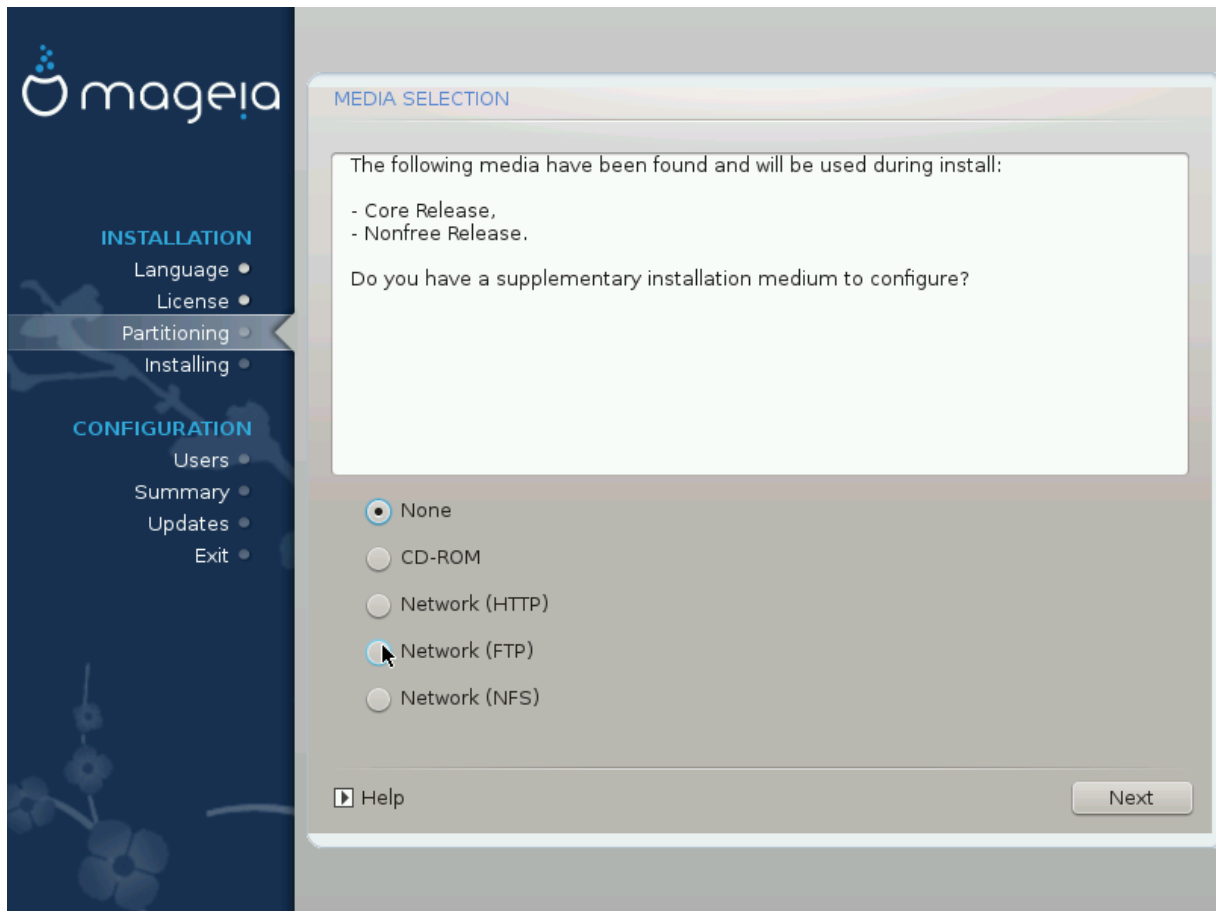 mageia
INSTALLATION
Language
License
Partitioning
Installing
CONFIGURATION
Users
Summary
Updates
Exit
MEDIA SELECTION
The following media have been found and will be used during install:
- Core Release,
- Nonfree Release.
Do you have a supplementary installation medium to configure?
None
CD-ROM
Network (HTTP)
Network (FTP)
Network (NFS)
Help
Next